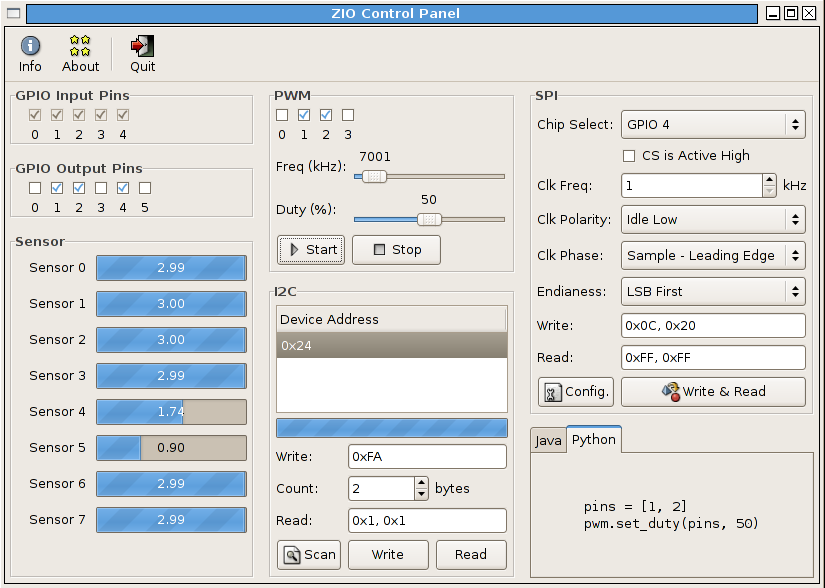 ZIO Control Panel
Info About Quit
GPIO Input Pins
0 1 2 3 4
GPIO Output Pins
0 1 2 3 4 5
Sensor
Sensor 0 2.99
Sensor 1 3.00
Sensor 2 3.00
Sensor 3 2.99
Sensor 4 1.74
Sensor 5 0.90
Sensor 6 2.99
Sensor 7 2.99
PWM
0 1 2 3
7001
Freq (kHz):
50
Duty (%):
Start Stop
I2C
Device Address
0x24
Write: 0xFA
Count: 2 bytes
Read: 0x1, 0x1
Scan Write Read
SPI
Chip Select: GPIO 4
CS is Active High
Clk Freq: 1 kHz
Clk Polarity: Idle Low
Clk Phase: Sample - Leading Edge
Endianess: LSB First
Write: 0x0C, 0x20
Read: 0xFF, 0xFF
Config. Write & Read
Java Python
pins = [1, 2]
pwm.set_duty(pins, 50)